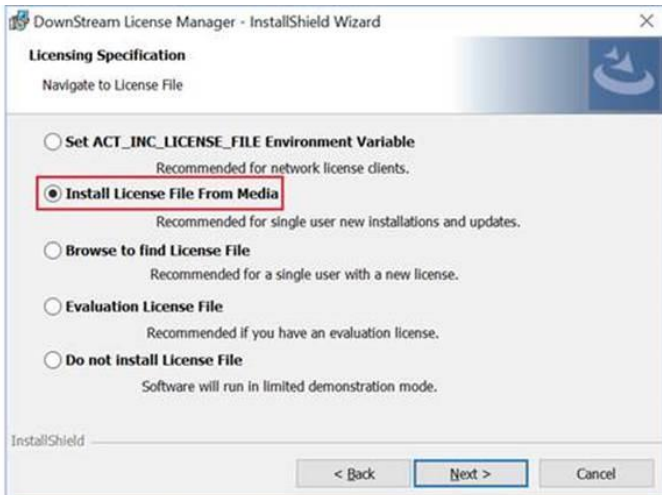 DownStream License Manager - InstallShield Wizard
Licensing Specification
Navigate to License File
Set ACT_INC_LICENSE_FILE Environment Variable
Recommended for network license clients.
Install License File From Media
Recommended for single user new installations and updates.
Browse to find License File
Recommended for a single user with a new license.
Evaluation License File
Recommended if you have an evaluation license.
Do not install License File
Software will run in limited demonstration mode.
InstallShield
< Back Next > Cancel